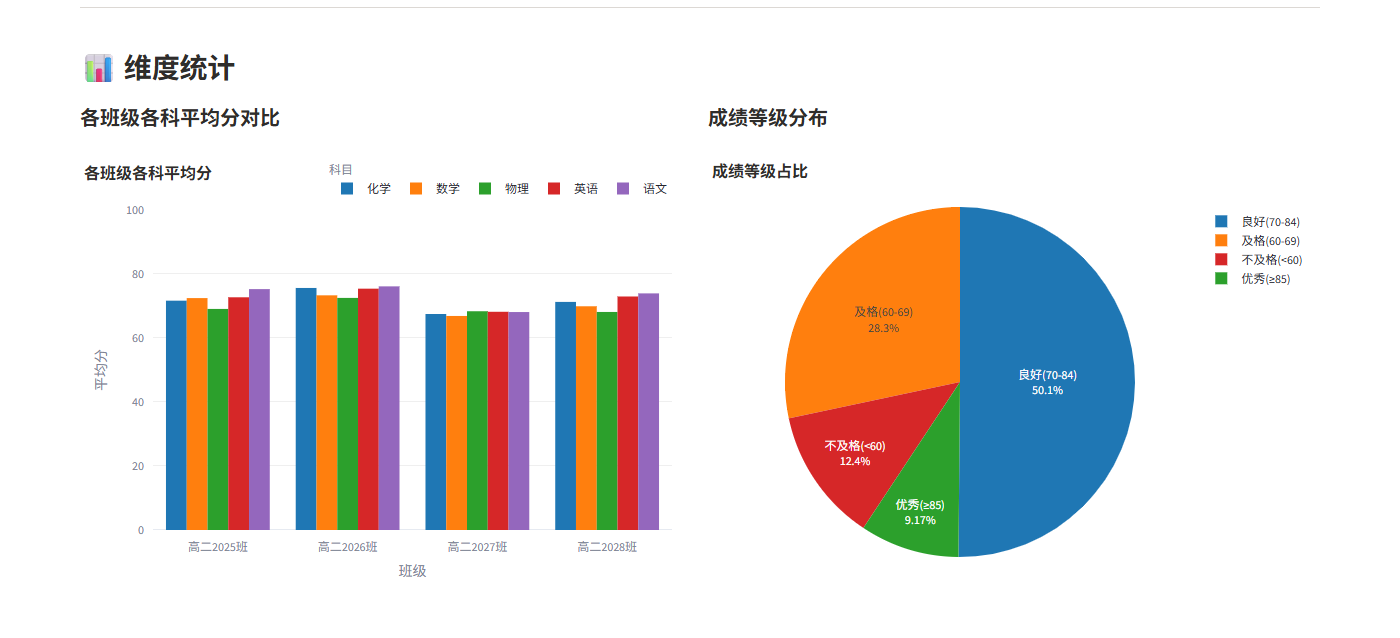 维度统计
各班级各科平均分对比
各班级各科平均分
科目
化学 数学 物理 英语 语文
100
80
60
40
20
0
平均分
高二2025班 高二2026班 高二2027班 高二2028班
班级
成绩等级分布
成绩等级占比
良好(70-84)
及格(60-69)
不及格(<60)
优秀(≥85)
及格(60-69)
28.3%
良好(70-84)
50.1%
不及格(<60)
12.4%
优秀(≥85)
9.17%